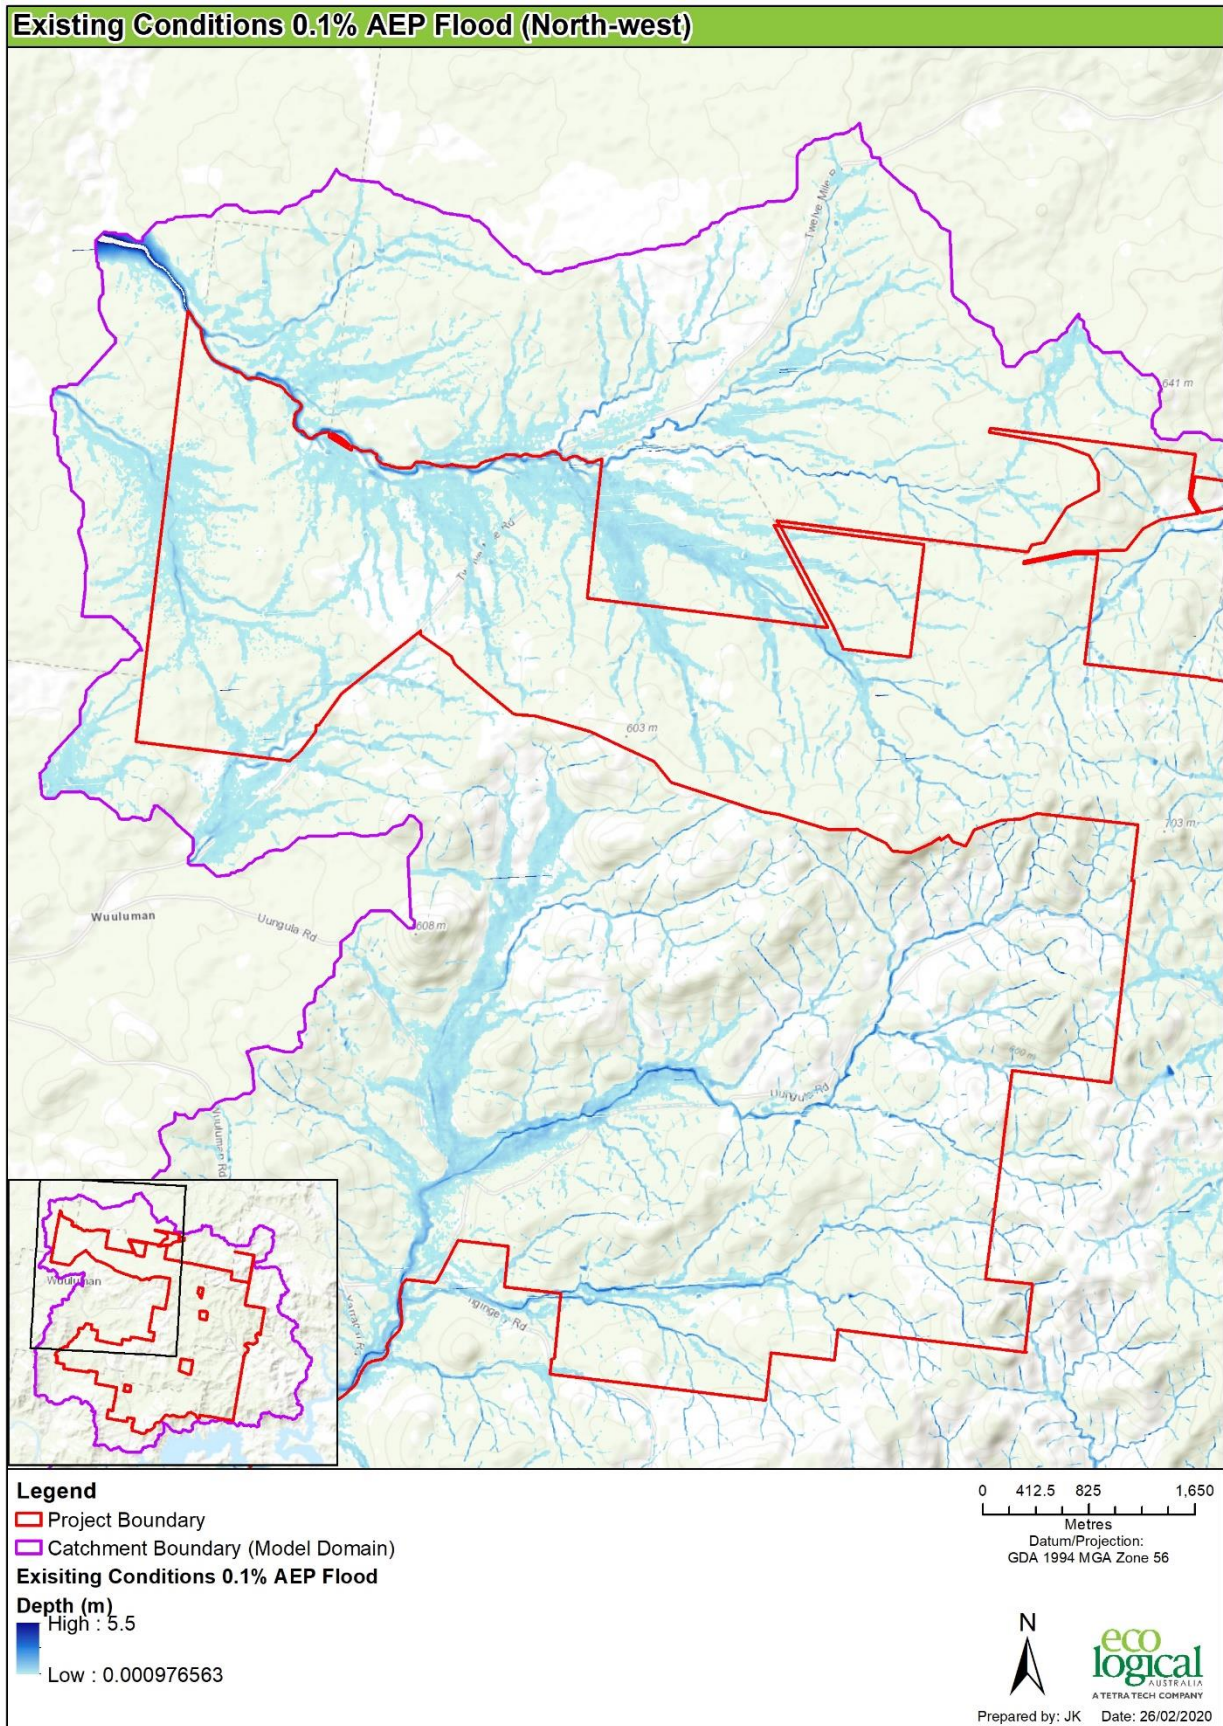 Existing Conditions 0.1% AEP Flood (North-west)
Twelve Mile R
641 m
603 m
703 m
Wuuluman
Uungula Rd
608 m
Wuuluman Rd
Rd
Wuuluman
Legend
Project Boundary
Catchment Boundary (Model Domain)
Exisiting Conditions 0.1% AEP Flood
Depth (m)
High : 5.5
Low : 0.000976563
0 412.5 825 1,650
Metres
Datum/Projection:
GDA 1994 MGA Zone 56
N
eco
logical
AUSTRALIA
A TETRA TECH COMPANY
Prepared by: JK Date: 26/02/2020